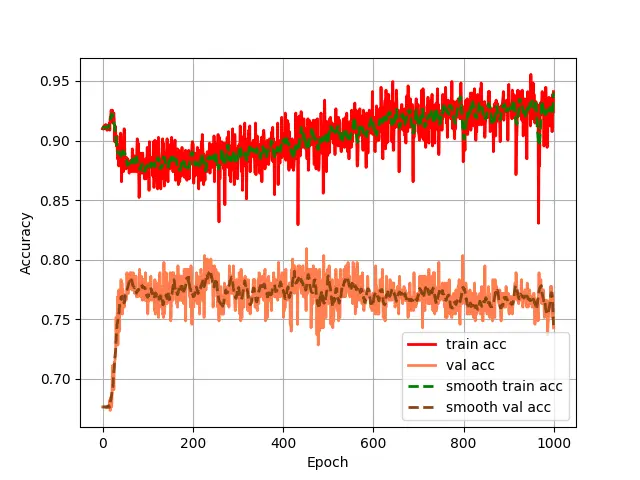 0.95
0.90
0.85
0.80
0.75
0.70
Accuracy
train acc
val acc
smooth train acc
smooth val acc
0 200 400 600 800 1000
Epoch